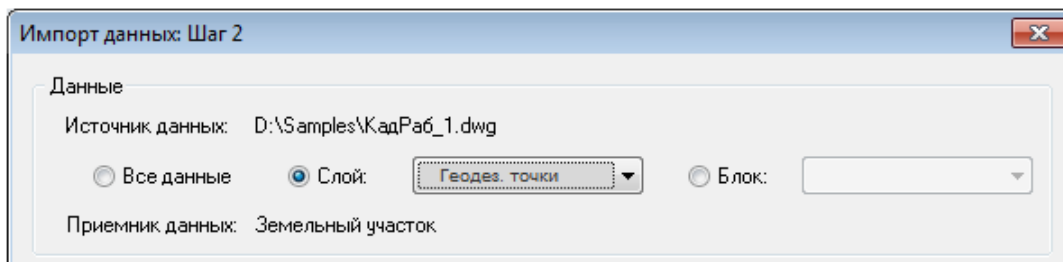 Импорт данных: Шаг 2
Данные
Источник данных: D:\Samples\КадРаб_1.dwg
Все данные Слой: Геодез. точки Блок:
Приемник данных: Земельный участок